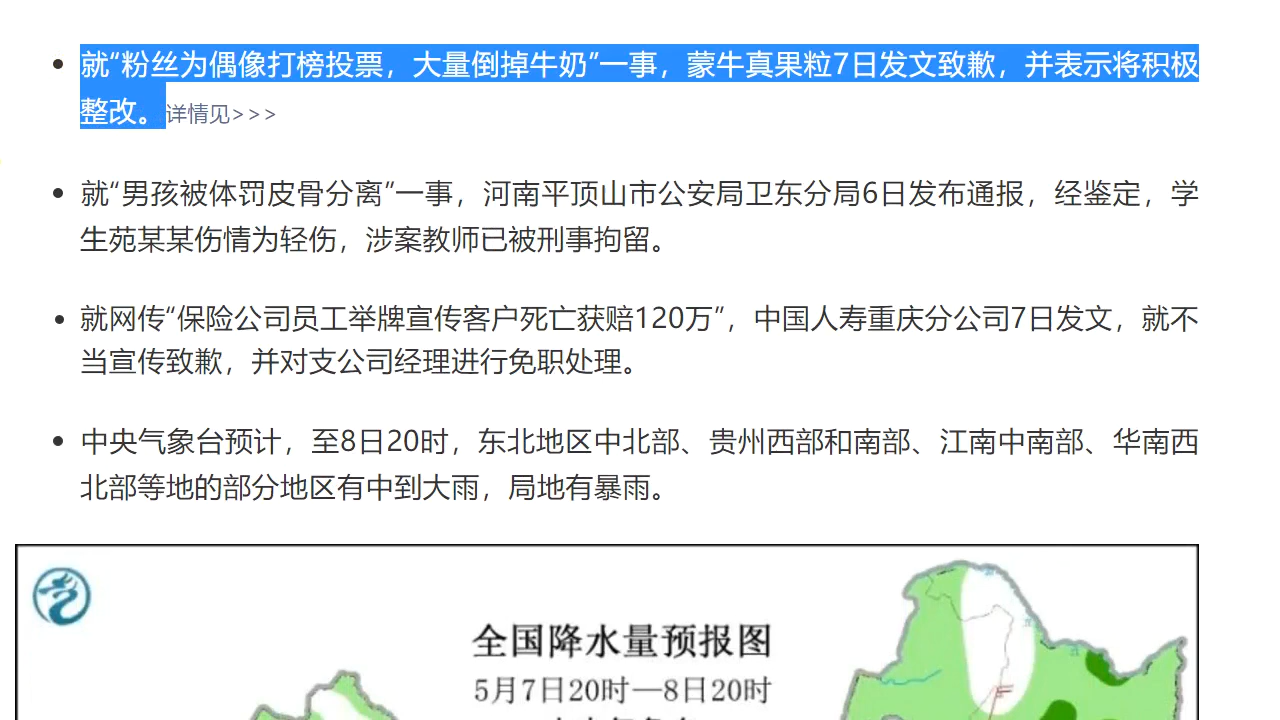 就“粉丝为偶像打榜投票，大量倒掉牛奶”一事，蒙牛真果粒7日发文致歉，并表示将积极
整改。详情见>>>
就“男孩被体罚皮骨分离”一事，河南平顶山市公安局卫东分局6日发布通报，经鉴定，学
生苑某某伤情为轻伤，涉案教师已被刑事拘留。
就网传“保险公司员工举牌宣传客户死亡获赔120万”，中国人寿重庆分公司7日发文，就不
当宣传致歉，并对支公司经理进行免职处理。
中央气象台预计，至8日20时，东北地区中北部、贵州西部和南部、江南中南部、华南西
北部等地的部分地区有中到大雨，局地有暴雨。
全国降水量预报图
5月7日20时—8日20时